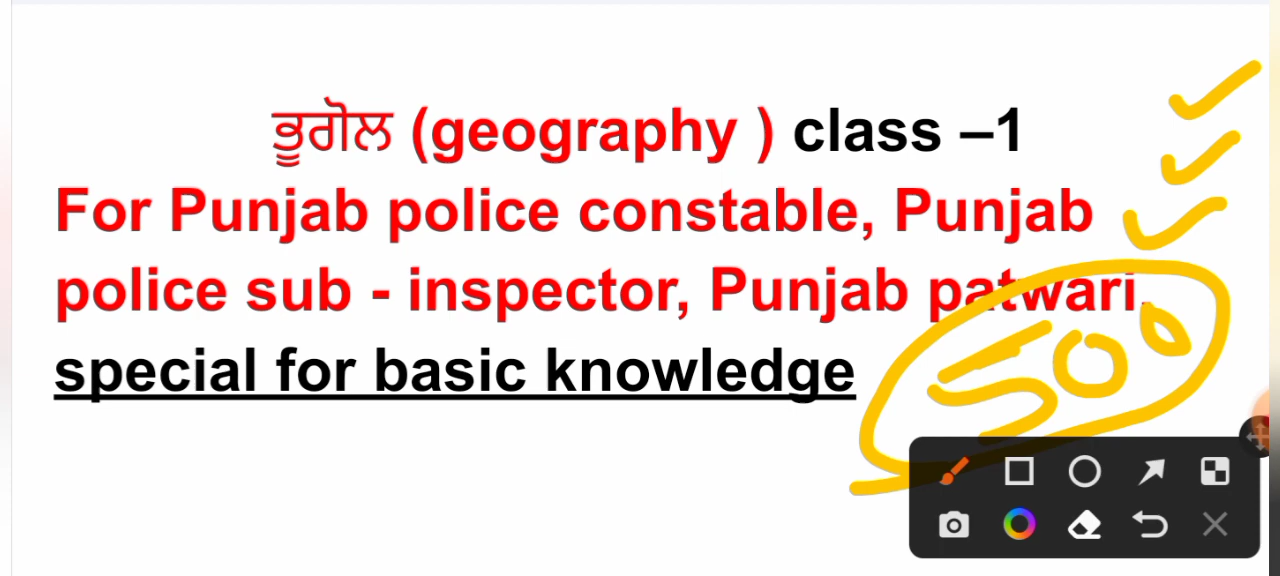 ਭੂਗੋਲ (geography ) class –1
For Punjab police constable, Punjab
police sub - inspector, Punjab patwari.
special for basic knowledge
500